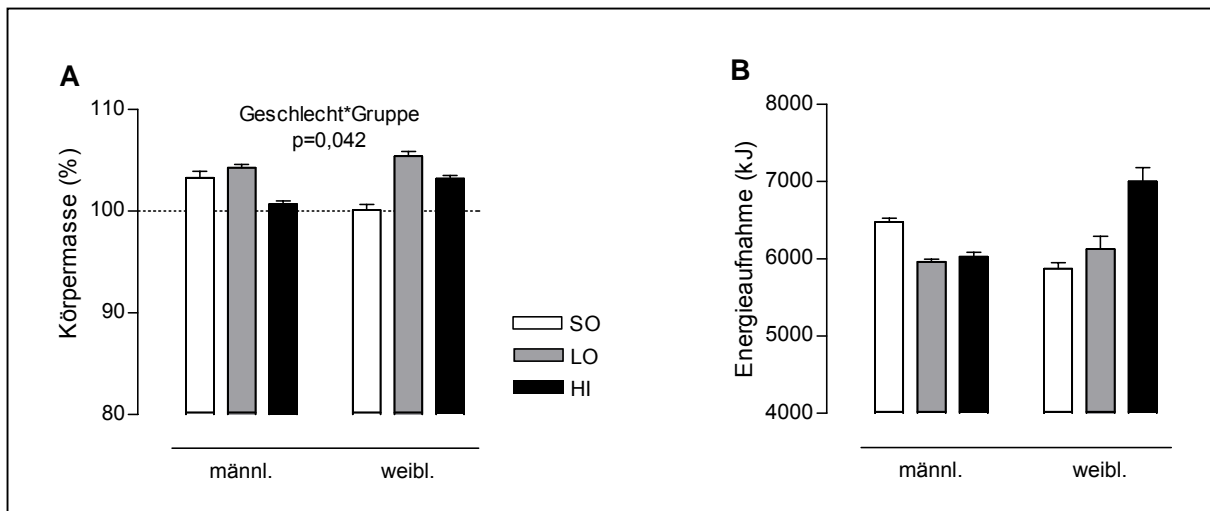 A
Geschlecht*Gruppe
p=0,042
Körpermasse (%)
110
100
90
80
männl.
weibl.
SO
LO
HI
B
Energieaufnahme (kJ)
8000
7000
6000
5000
4000
männl.
weibl.